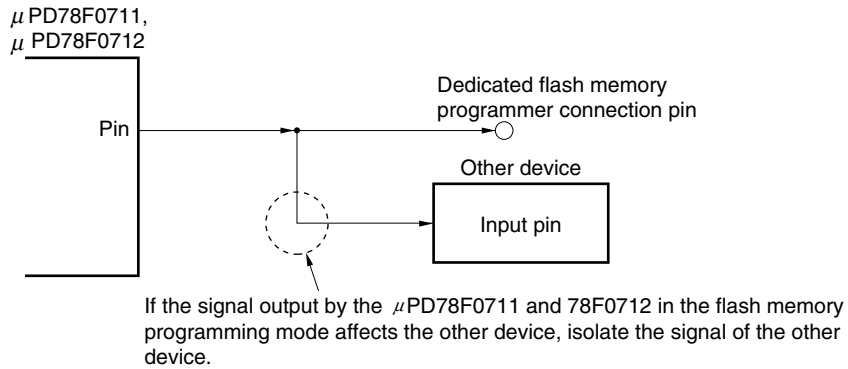 μPD78F0711,
μPD78F0712
Pin
Dedicated flash memory
programmer connection pin
Other device
Input pin
If the signal output by the μPD78F0711 and 78F0712 in the flash memory
programming mode affects the other device, isolate the signal of the other
device.